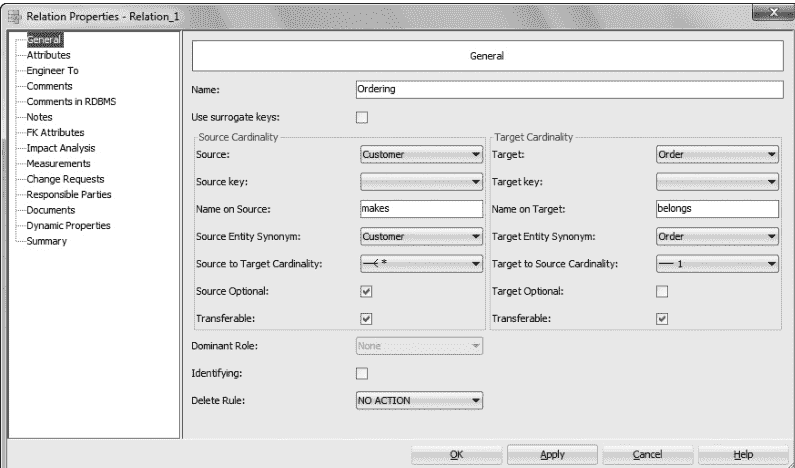 Relation Properties - Relation_1
General
Attributes
Engineer To
Comments
Comments in RDBMS
Notes
FK Attributes
Impact Analysis
Measurements
Change Requests
Responsible Parties
Documents
Dynamic Properties
Summary
General
Name: Ordering
Use surrogate keys:
Source Cardinality Target Cardinality
Source: Customer Target: Order
Source key: Target key:
Name on Source: makes Name on Target: belongs
Source Entity Synonym: Customer Target Entity Synonym: Order
Source to Target Cardinality: * Target to Source Cardinality: 1
Source Optional: Target Optional:
Transferable: Transferable:
Dominant Role: None
Identifying:
Delete Rule: NO ACTION
OK Apply Cancel Help